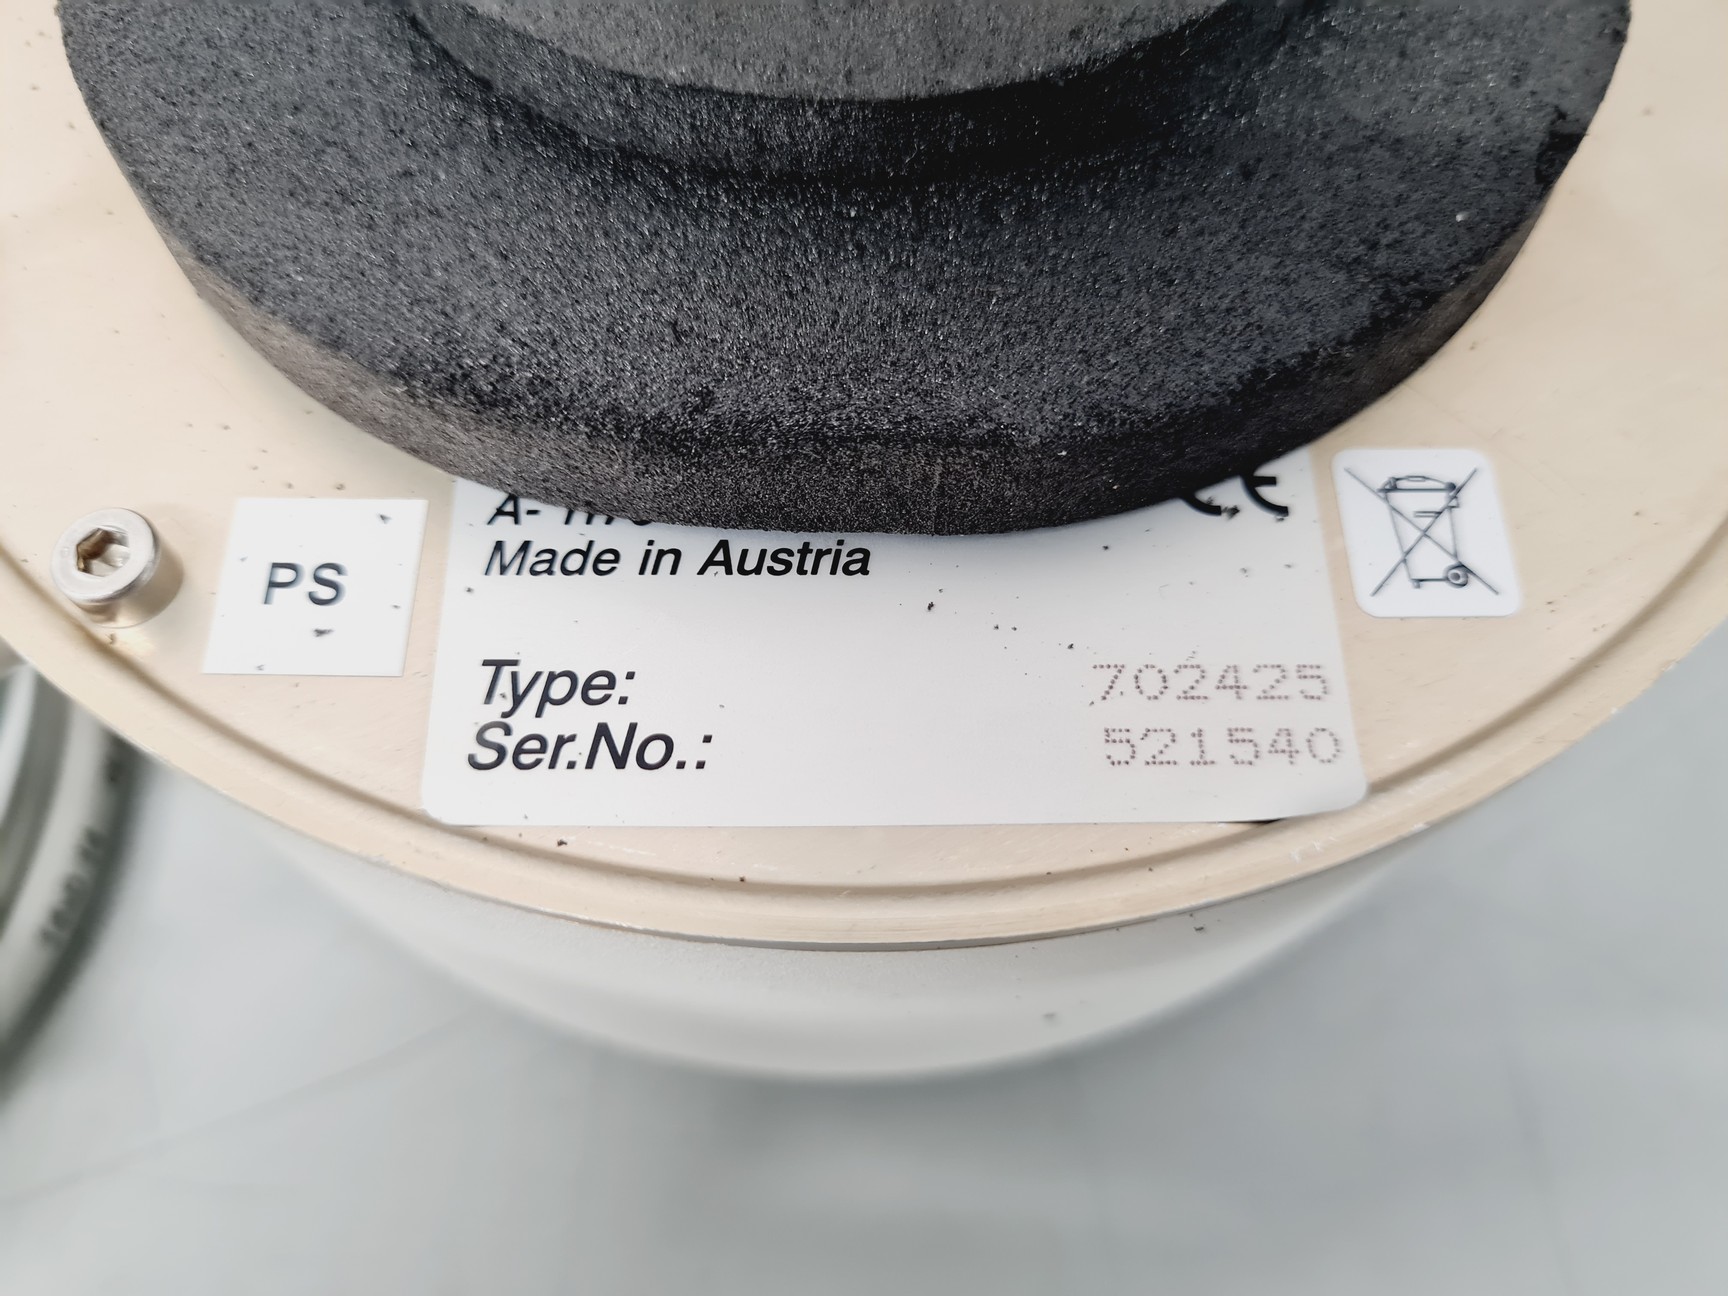 Made in Austria
PS
Type: 702425
Ser.No.: 521540